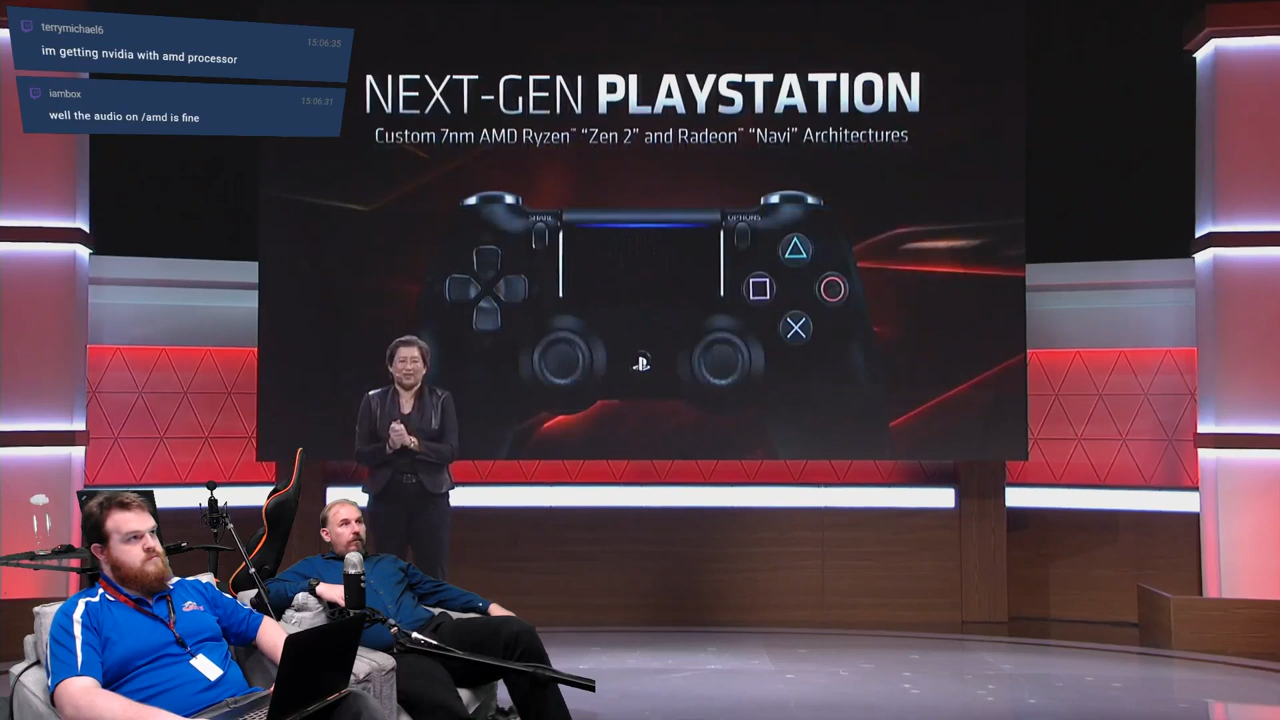 terrymichael6
15:06:35
im getting nvidia with amd processor
iambox
15:06:31
well the audio on /amd is fine
NEXT-GEN PLAYSTATION
Custom 7nm AMD Ryzen™ “Zen 2” and Radeon™ “Navi” Architectures
SHARE
OPTIONS